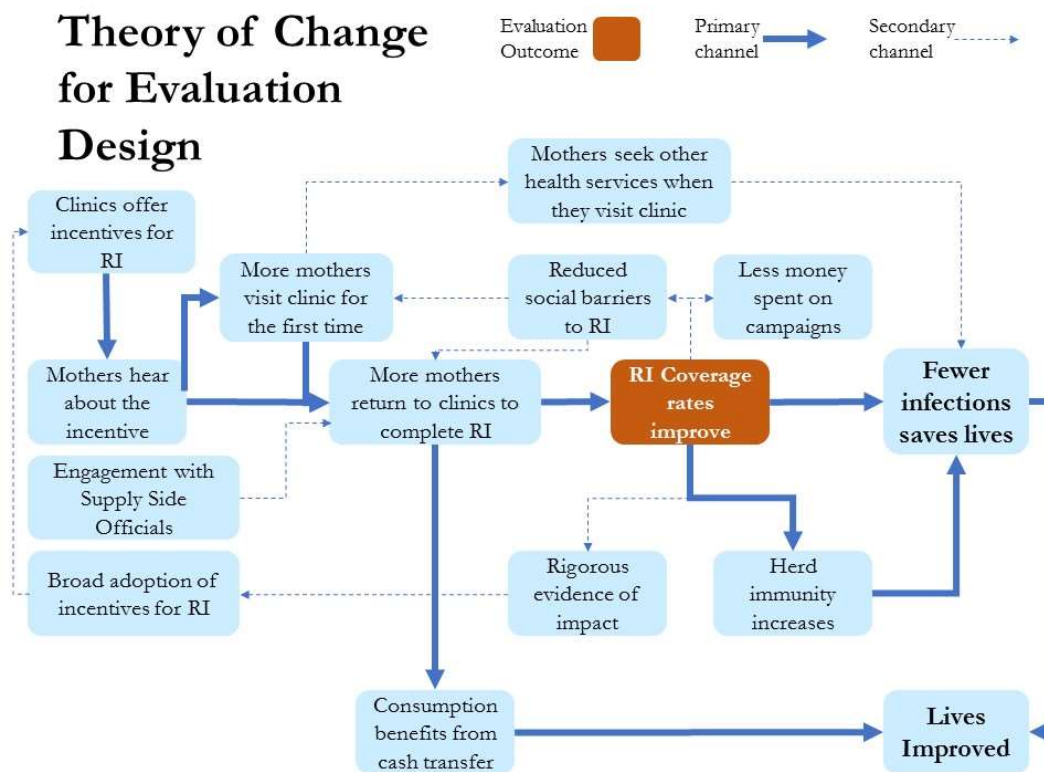 Theory of Change
for Evaluation
Design
Evaluation
Outcome
Primary
channel
Secondary
channel
Mothers seek other
health services when
they visit clinic
Clinics offer
incentives for
RI
More mothers
visit clinic for
the first time
Reduced
social barriers
to RI
Less money
spent on
campaigns
Mothers hear
about the
incentive
More mothers
return to clinics to
complete RI
RI Coverage
rates
improve
Fewer
infections
saves lives
Engagement with
Supply Side
Officials
Broad adoption of
incentives for RI
Rigorous
evidence of
impact
Herd
immunity
increases
Consumption
benefits from
cash transfer
Lives
Improved